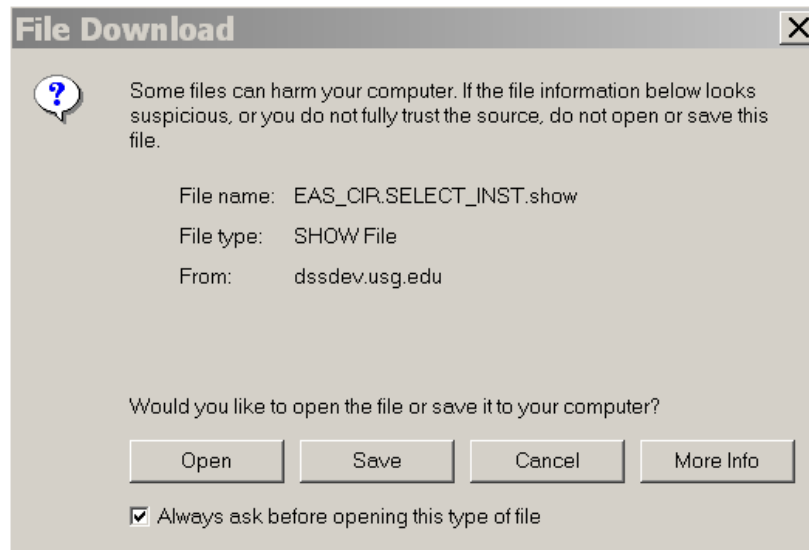 File Download
Some files can harm your computer. If the file information below looks
suspicious, or you do not fully trust the source, do not open or save this
file.
File name: EAS_CIR.SELECT_INST.show
File type: SHOW File
From: dssdev.usg.edu
Would you like to open the file or save it to your computer?
Open Save Cancel More Info
Always ask before opening this type of file